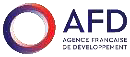 AFD
AGENCE FRANÇAISE
DE DÉVELOPPEMENT